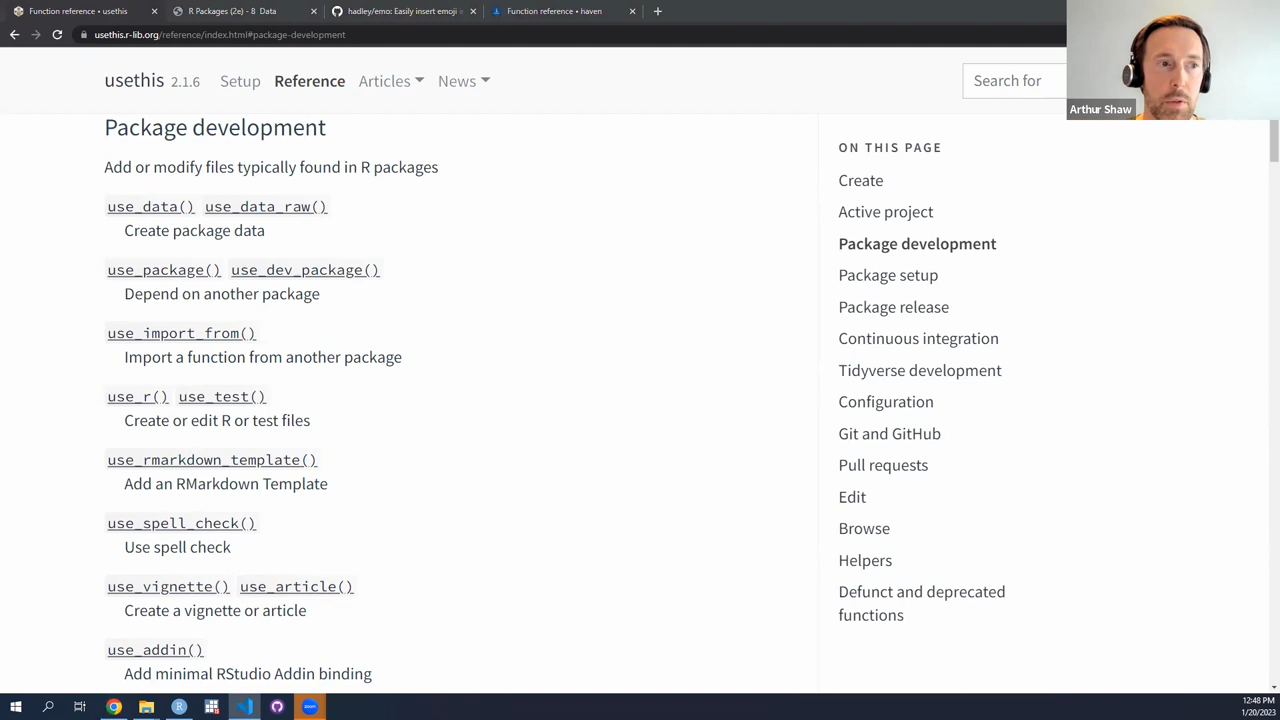 Function reference • usethis
R Packages (2e) - 8 Data
hadley/emo: Easily insert emoji
Function reference • haven
usethis.r-lib.org/reference/index.html#package-development
usethis 2.1.6 Setup Reference Articles News
Search for
Arthur Shaw
Package development
Add or modify files typically found in R packages
use_data() use_data_raw()
Create package data
use_package() use_dev_package()
Depend on another package
use_import_from()
Import a function from another package
use_r() use_test()
Create or edit R or test files
use_rmarkdown_template()
Add an RMarkdown Template
use_spell_check()
Use spell check
use_vignette() use_article()
Create a vignette or article
use_addin()
Add minimal RStudio Addin binding
ON THIS PAGE
Create
Active project
Package development
Package setup
Package release
Continuous integration
Tidyverse development
Configuration
Git and GitHub
Pull requests
Edit
Browse
Helpers
Defunct and deprecated
functions
zoom
12:48 PM
1/20/2023